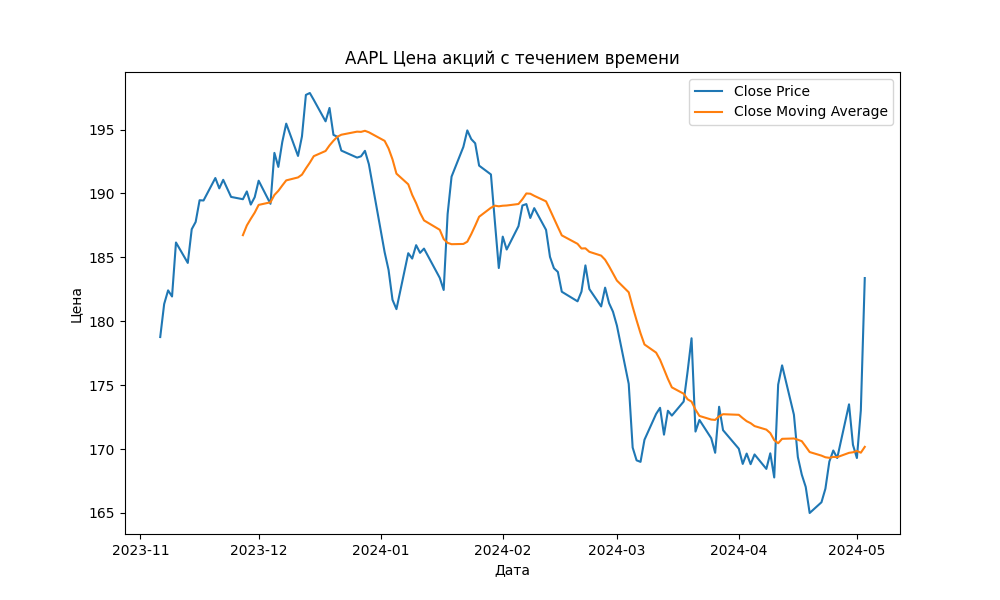 AAPL Цена акций с течением времени
Close Price
Close Moving Average
Цена
195
190
185
180
175
170
165
2023-11
2023-12
2024-01
2024-02
2024-03
2024-04
2024-05
Дата